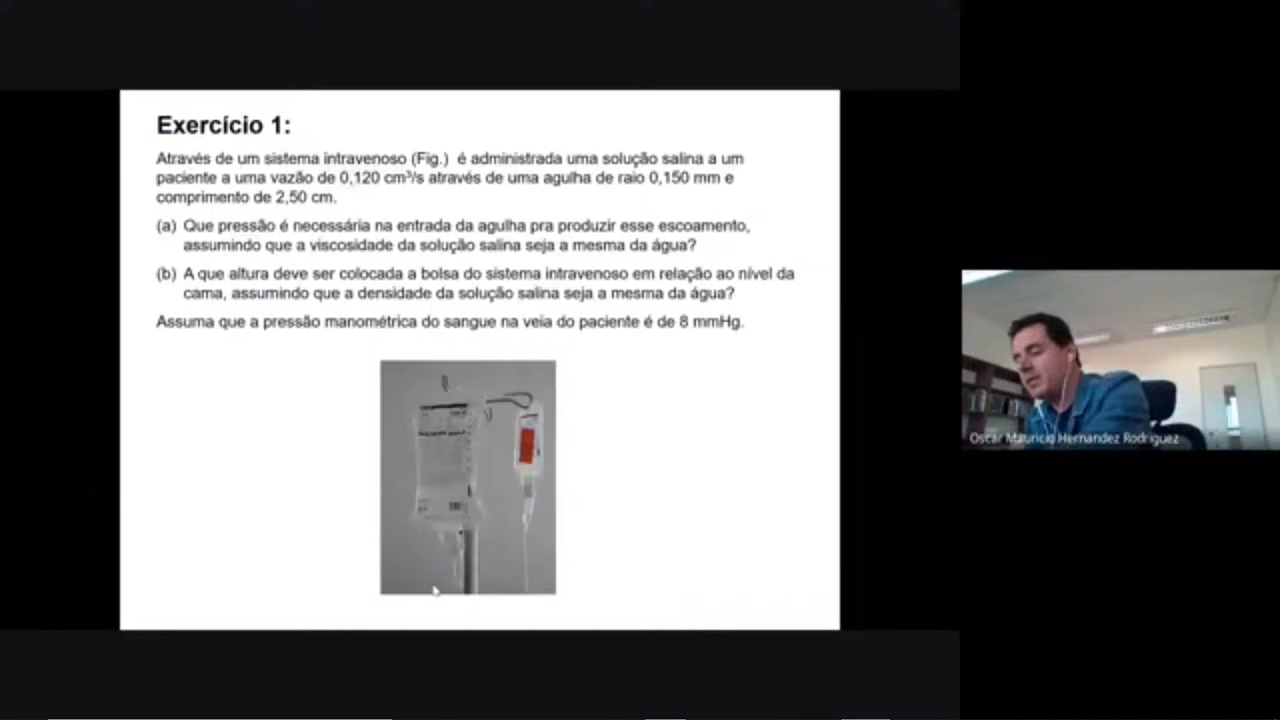 Exercício 1:
Através de um sistema intravenoso (Fig.)  é administrada uma solução salina a um
paciente a uma vazão de 0,120 cm³/s através de uma agulha de raio 0,150 mm e
comprimento de 2,50 cm.
(a) Que pressão é necessária na entrada da agulha pra produzir esse escoamento,
assumindo que a viscosidade da solução salina seja a mesma da água?
(b) A que altura deve ser colocada a bolsa do sistema intravenoso em relação ao nível da
cama, assumindo que a densidade da solução salina seja a mesma da água?
Assuma que a pressão manométrica do sangue na veia do paciente é de 8 mmHg.
Oscar Mauricio Hernandez Rodriguez